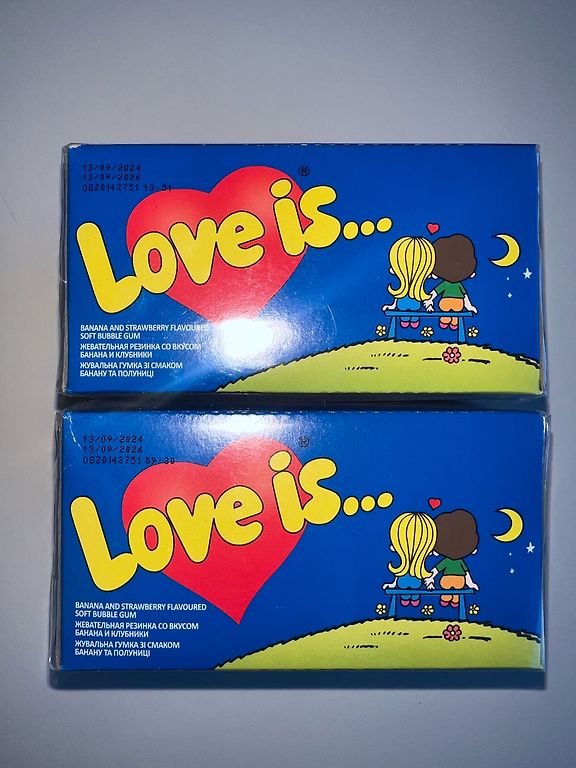 13/09/2024
13/09/2026
0620143751 13:51
®
Love is...
BANANA AND STRAWBERRY FLAVOURED
SOFT BUBBLE GUM
ЖЕВАТЕЛЬНАЯ РЕЗИНКА СО ВКУСОМ
БАНАНА И КЛУБНИКИ
ЖУВАЛЬНА ГУМКА ЗІ СМАКОМ
БАНАНУ ТА ПОЛУНИЦІ
13/09/2024
13/09/2026
0620143751 09:30
®
Love is...
BANANA AND STRAWBERRY FLAVOURED
SOFT BUBBLE GUM
ЖЕВАТЕЛЬНАЯ РЕЗИНКА СО ВКУСОМ
БАНАНА И КЛУБНИКИ
ЖУВАЛЬНА ГУМКА ЗІ СМАКОМ
БАНАНУ ТА ПОЛУНИЦІ